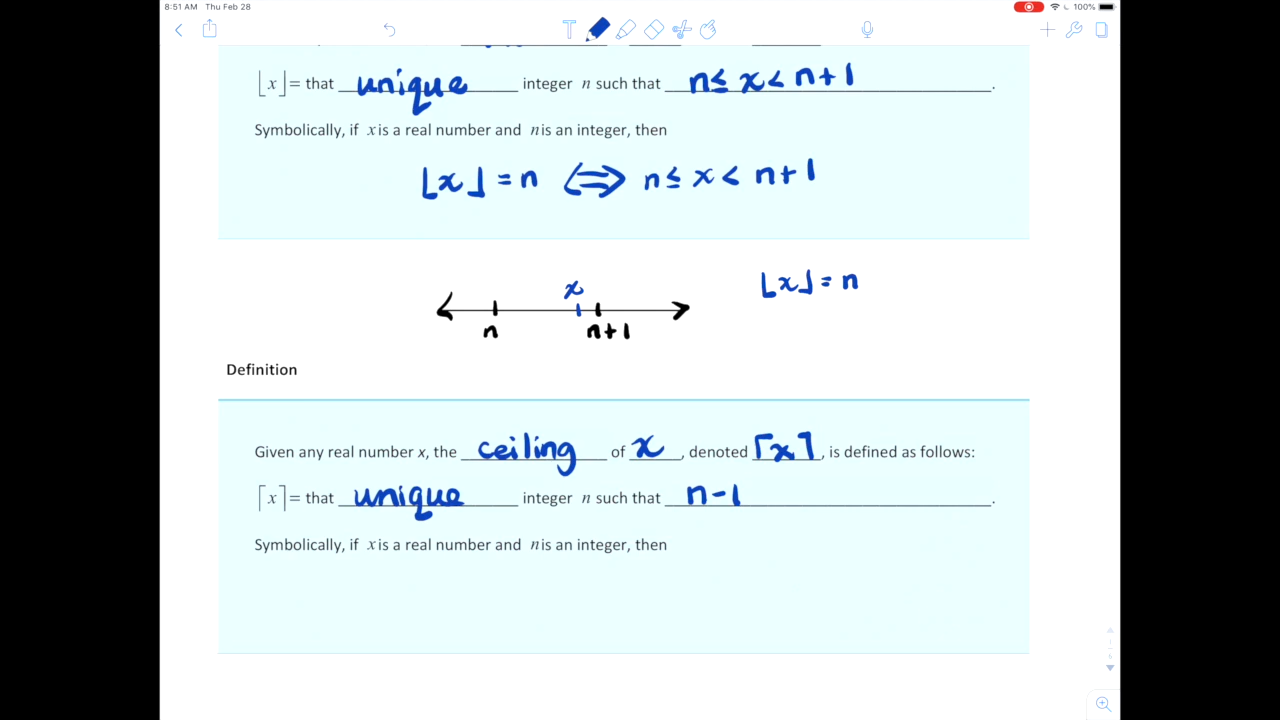 8:51 AM Thu Feb 28 100%
T
⌊x⌋ = that unique integer n such that n ≤ x < n+1.
Symbolically, if x is a real number and n is an integer, then
⌊x⌋ = n ⟺ n ≤ x < n+1
x ⌊x⌋ = n
n n+1
Definition
Given any real number x, the ceiling of x, denoted ⌈x⌉, is defined as follows:
⌈x⌉ = that unique integer n such that n-1.
Symbolically, if x is a real number and n is an integer, then